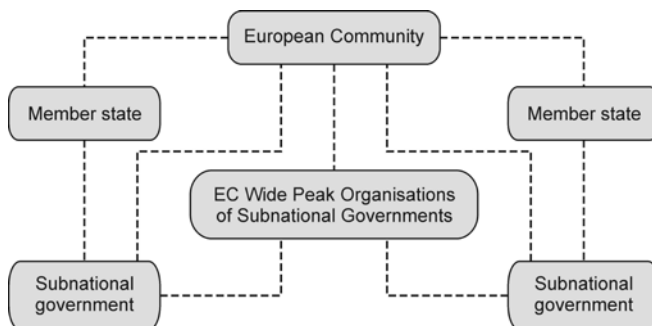 European Community
Member state
Member state
EC Wide Peak Organisations
of Subnational Governments
Subnational
government
Subnational
government